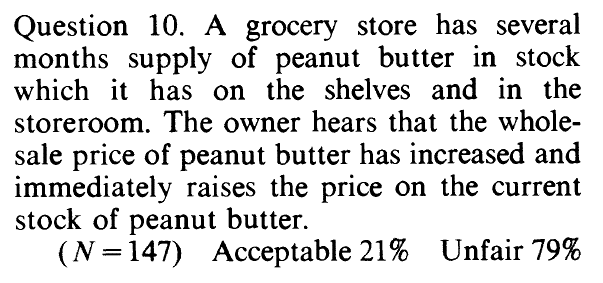 Question 10. A grocery store has several
months supply of peanut butter in stock
which it has on the shelves and in the
storeroom. The owner hears that the whole-
sale price of peanut butter has increased and
immediately raises the price on the current
stock of peanut butter.
(N = 147) Acceptable 21% Unfair 79%